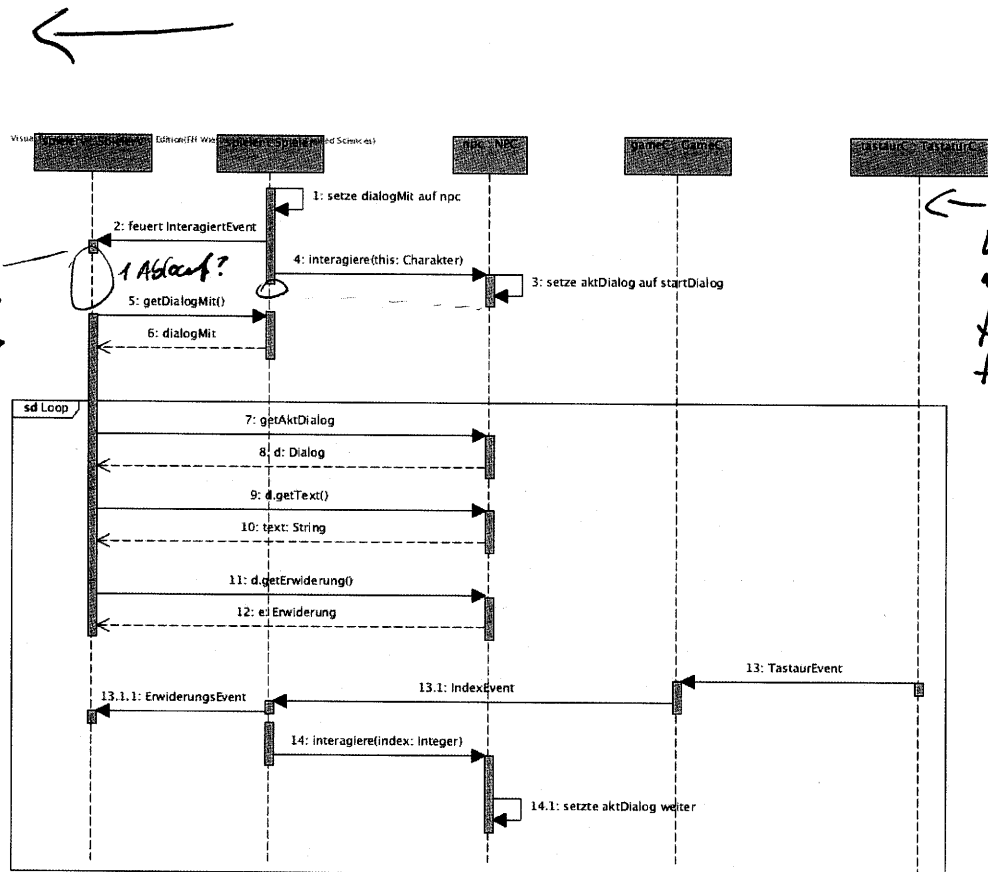 Edition(FH
npc : NPC
gameC : GameC
tastaurC : TastaturC
1: setze dialogMit auf npc
2: feuert InteragiertEvent
1 Ablauf?
4: interagiere(this: Charakter)
3: setze aktDialog auf startDialog
5: getDialogMit()
6: dialogMit
sd Loop
7: getAktDialog
8: d: Dialog
9: d.getText()
10: text: String
11: d.getErwiderung()
12: e: Erwiderung
13: TastaurEvent
13.1: IndexEvent
13.1.1: ErwiderungsEvent
14: interagiere(index: Integer)
14.1: setzte aktDialog weiter